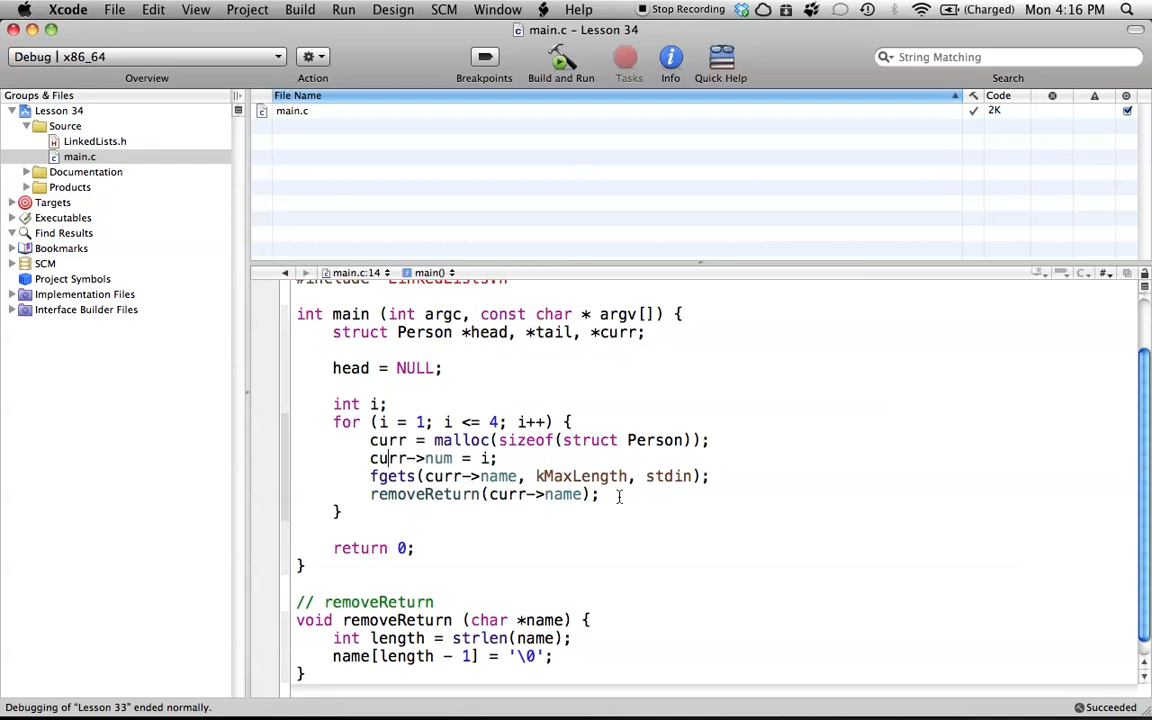 Xcode File Edit View Project Build Run Design SCM Window Help Stop Recording (Charged) Mon 4:16 PM
main.c - Lesson 34
Debug | x86_64 String Matching
Overview Action Breakpoints Build and Run Tasks Info Quick Help Search
Groups & Files
File Name Code
Lesson 34
main.c 2K
Source
LinkedLists.h
main.c
Documentation
Products
Targets
Executables
Find Results
Bookmarks
SCM
Project Symbols
Implementation Files
Interface Builder Files
main.c:14 main()
int main (int argc, const char * argv[]) {
struct Person *head, *tail, *curr;
head = NULL;
int i;
for (i = 1; i <= 4; i++) {
curr = malloc(sizeof(struct Person));
curr->num = i;
fgets(curr->name, kMaxLength, stdin);
removeReturn(curr->name);
}
return 0;
}
// removeReturn
void removeReturn (char *name) {
int length = strlen(name);
name[length - 1] = '\0';
}
Debugging of "Lesson 33" ended normally. Succeeded